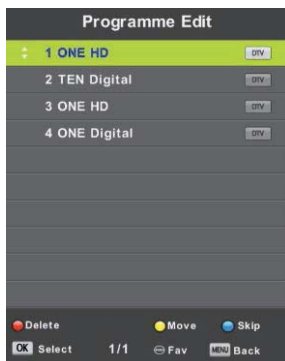 Programme Edit
1 ONE HD DTV
2 TEN Digital DTV
3 ONE HD DTV
4 ONE Digital DTV
Delete Move Skip
OK Select 1/1 Fav MENU Back